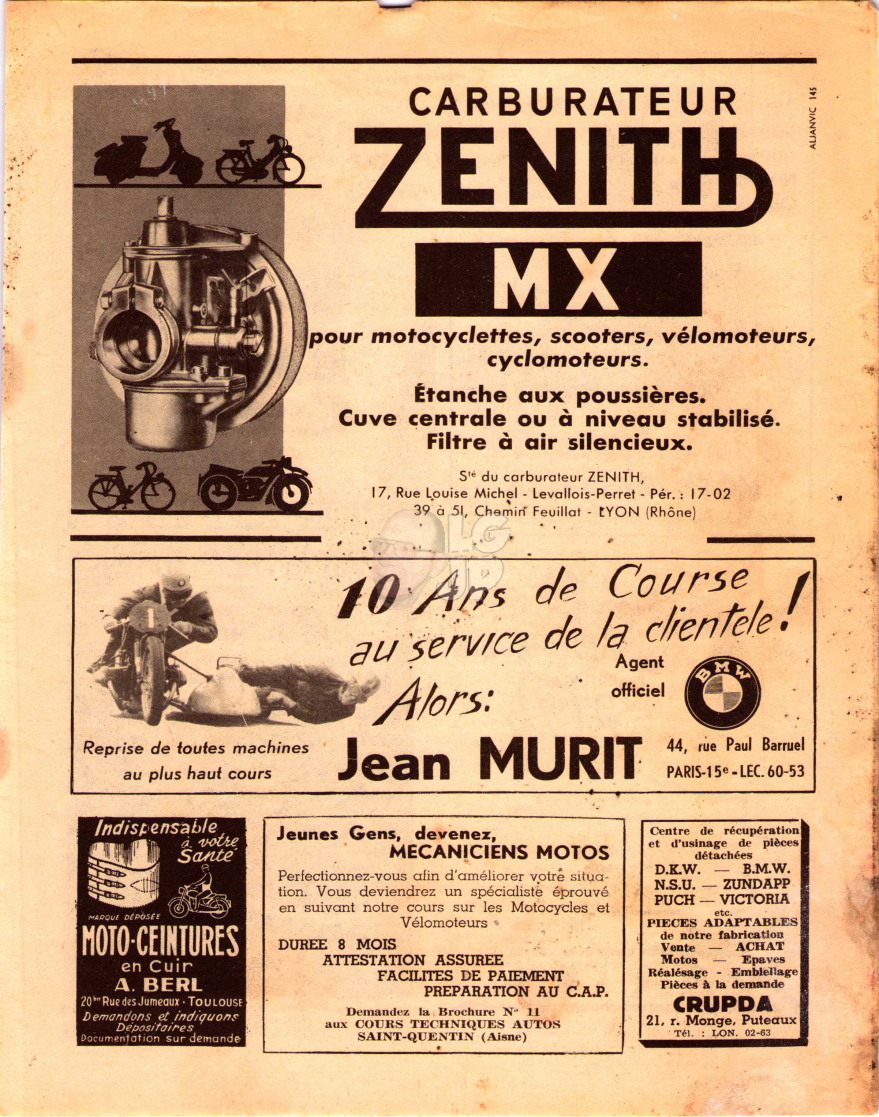 CARBURATEUR
ZENITH
MX
pour motocyclettes, scooters, vélomoteurs,
cyclomoteurs.
Étanche aux poussières.
Cuve centrale ou à niveau stabilisé.
Filtre à air silencieux.
Sté du carburateur ZENITH,
17, Rue Louise Michel - Levallois-Perret - Pér. : 17-02
39 à 51, Chemin Feuillat - LYON (Rhône)
ALJANVIC 145
LG
JB
10 Ans de Course
au service de la clientele !
Alors:
Agent
officiel
BMW
1
Reprise de toutes machines
au plus haut cours
Jean MURIT
44, rue Paul Barruel
PARIS-15e - LEC. 60-53
Indispensable
à votre
Santé
MARQUE DÉPOSÉE
MOTO-CEINTURES
en Cuir
A. BERL
20 Rue des Jumeaux - TOULOUSE
Demandons et indiquons
Dépositaires
Documentation sur demande
Jeunes Gens, devenez,
MECANICIENS MOTOS
Perfectionnez-vous afin d'améliorer votre situa-
tion. Vous deviendrez un spécialiste éprouvé
en suivant notre cours sur les Motocycles et
Vélomoteurs
DUREE 8 MOIS
ATTESTATION ASSUREE
FACILITES DE PAIEMENT
PREPARATION AU C.A.P.
Demandez la Brochure N° 11
aux COURS TECHNIQUES AUTOS
SAINT-QUENTIN (Aisne)
Centre de récupération
et d'usinage de pièces
détachées
D.K.W. — B.M.W.
N.S.U. — ZUNDAPP
PUCH — VICTORIA
etc.
PIECES ADAPTABLES
de notre fabrication
Vente — ACHAT
Motos — Epaves
Réalésage - Embiellage
Pièces à la demande
CRUPDA
21, r. Monge, Puteaux
Tél. : LON. 02-63